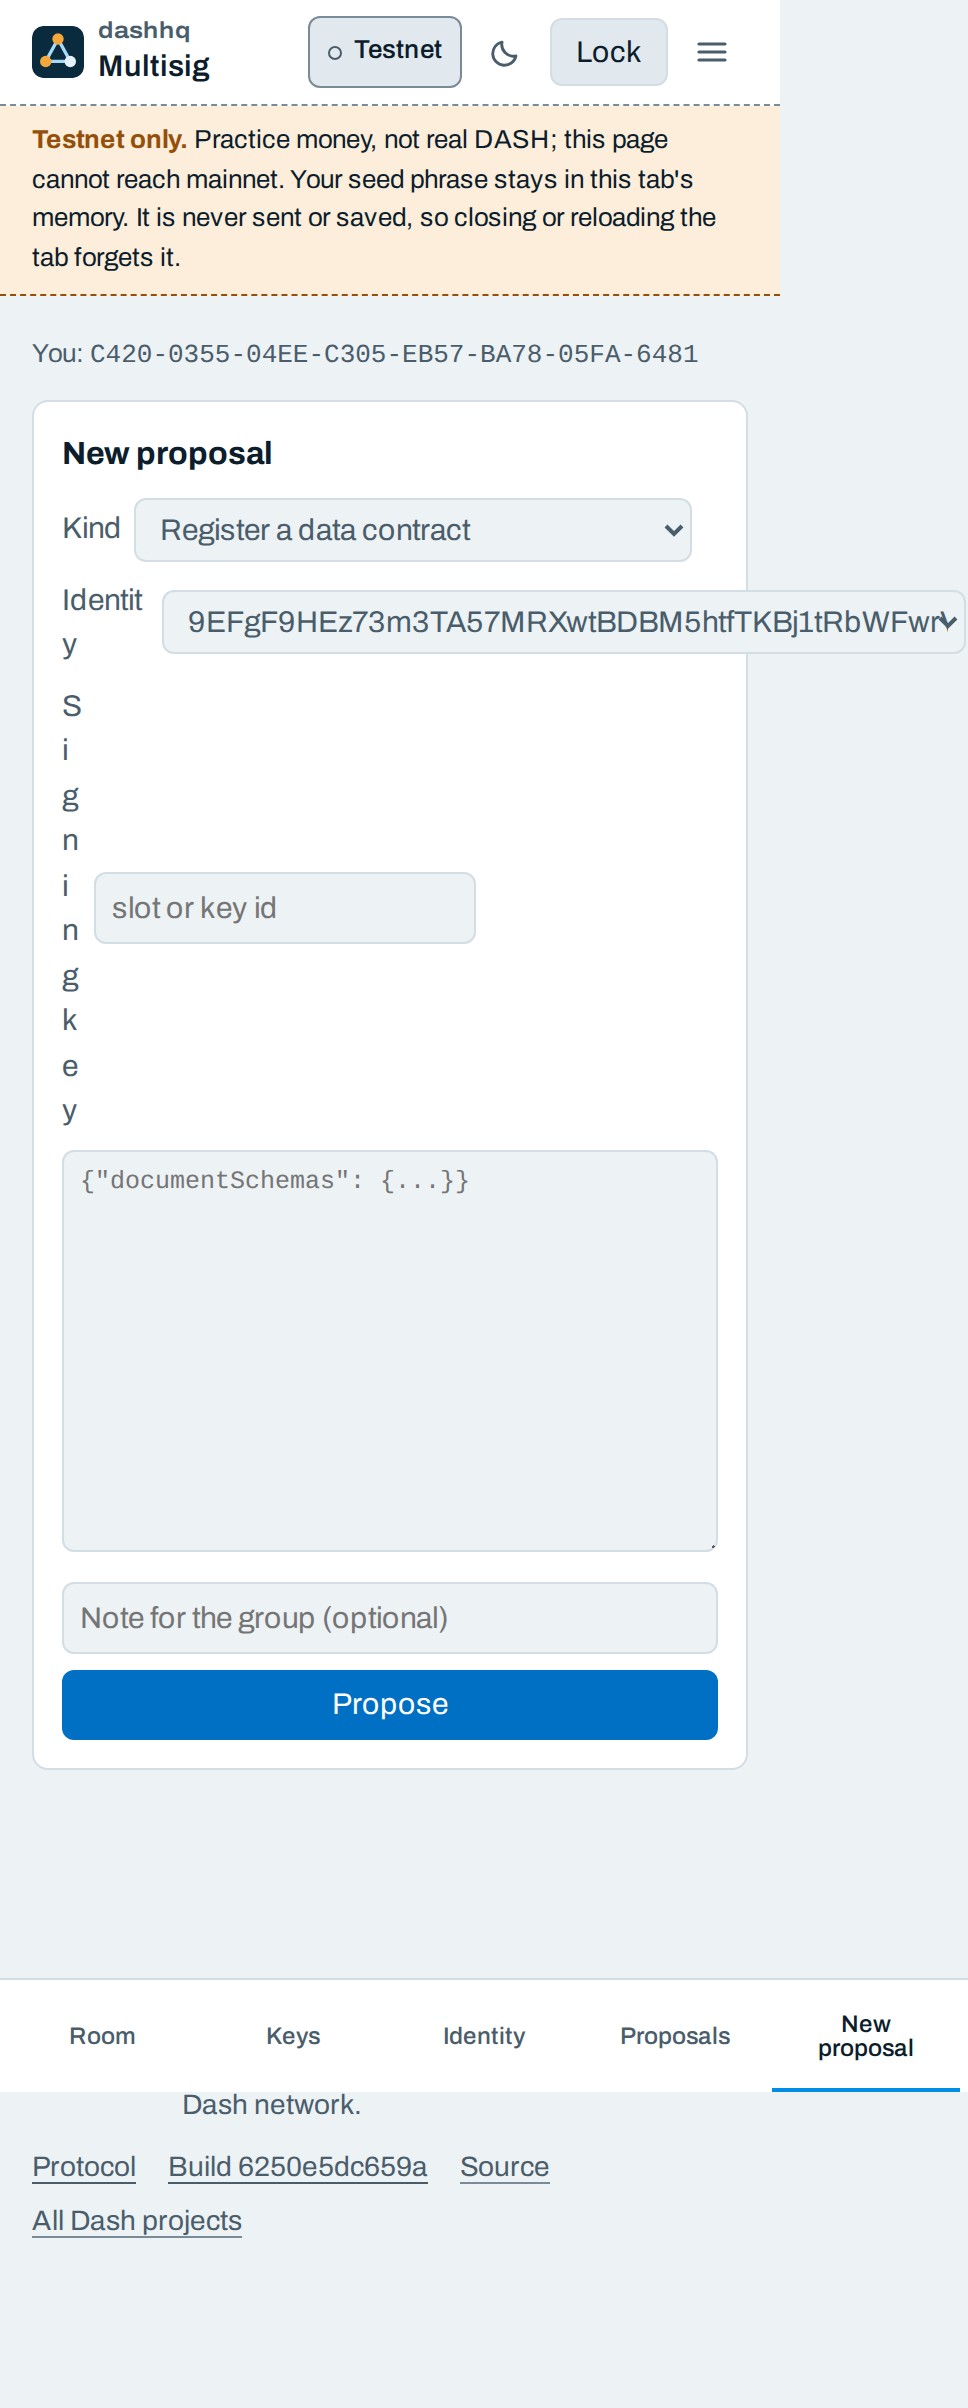 dashhq
Multisig
Testnet
Lock
Testnet only. Practice money, not real DASH; this page
cannot reach mainnet. Your seed phrase stays in this tab's
memory. It is never sent or saved, so closing or reloading the
tab forgets it.
You: C420-0355-04EE-C305-EB57-BA78-05FA-6481
New proposal
Kind
Register a data contract
Identit
y
9EFgF9HEz73m3TA57MRXwtBDBM5htfTKBj1tRbWFwr
S
i
g
n
i
n
g
k
e
y
slot or key id
{"documentSchemas": {...}}
Note for the group (optional)
Propose
Room
Keys
Identity
Proposals
New
proposal
Dash network.
Protocol
Build 6250e5dc659a
Source
All Dash projects